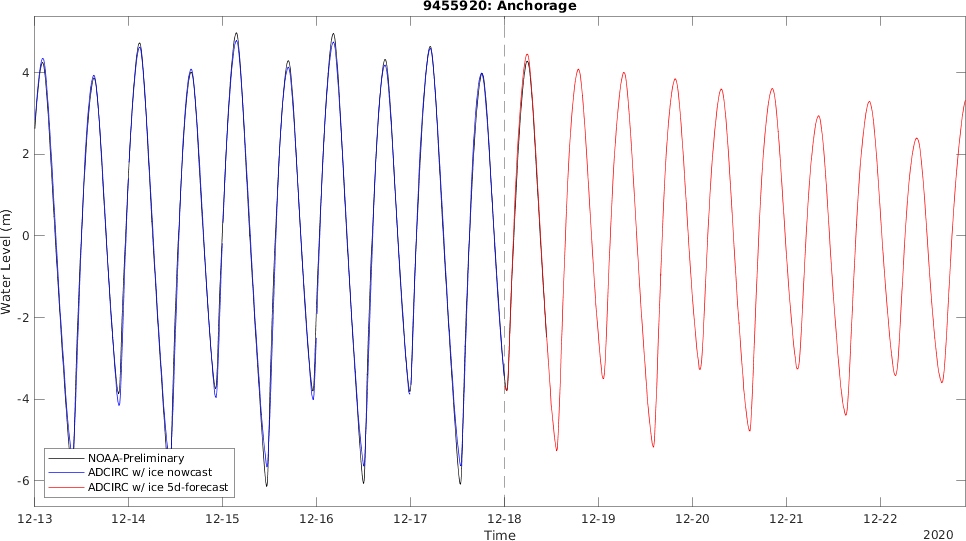 9455920: Anchorage
Water Level (m)
4
2
0
-2
-4
-6
NOAA-Preliminary
ADCIRC w/ ice nowcast
ADCIRC w/ ice 5d-forecast
12-13 12-14 12-15 12-16 12-17 12-18 12-19 12-20 12-21 12-22
Time
2020